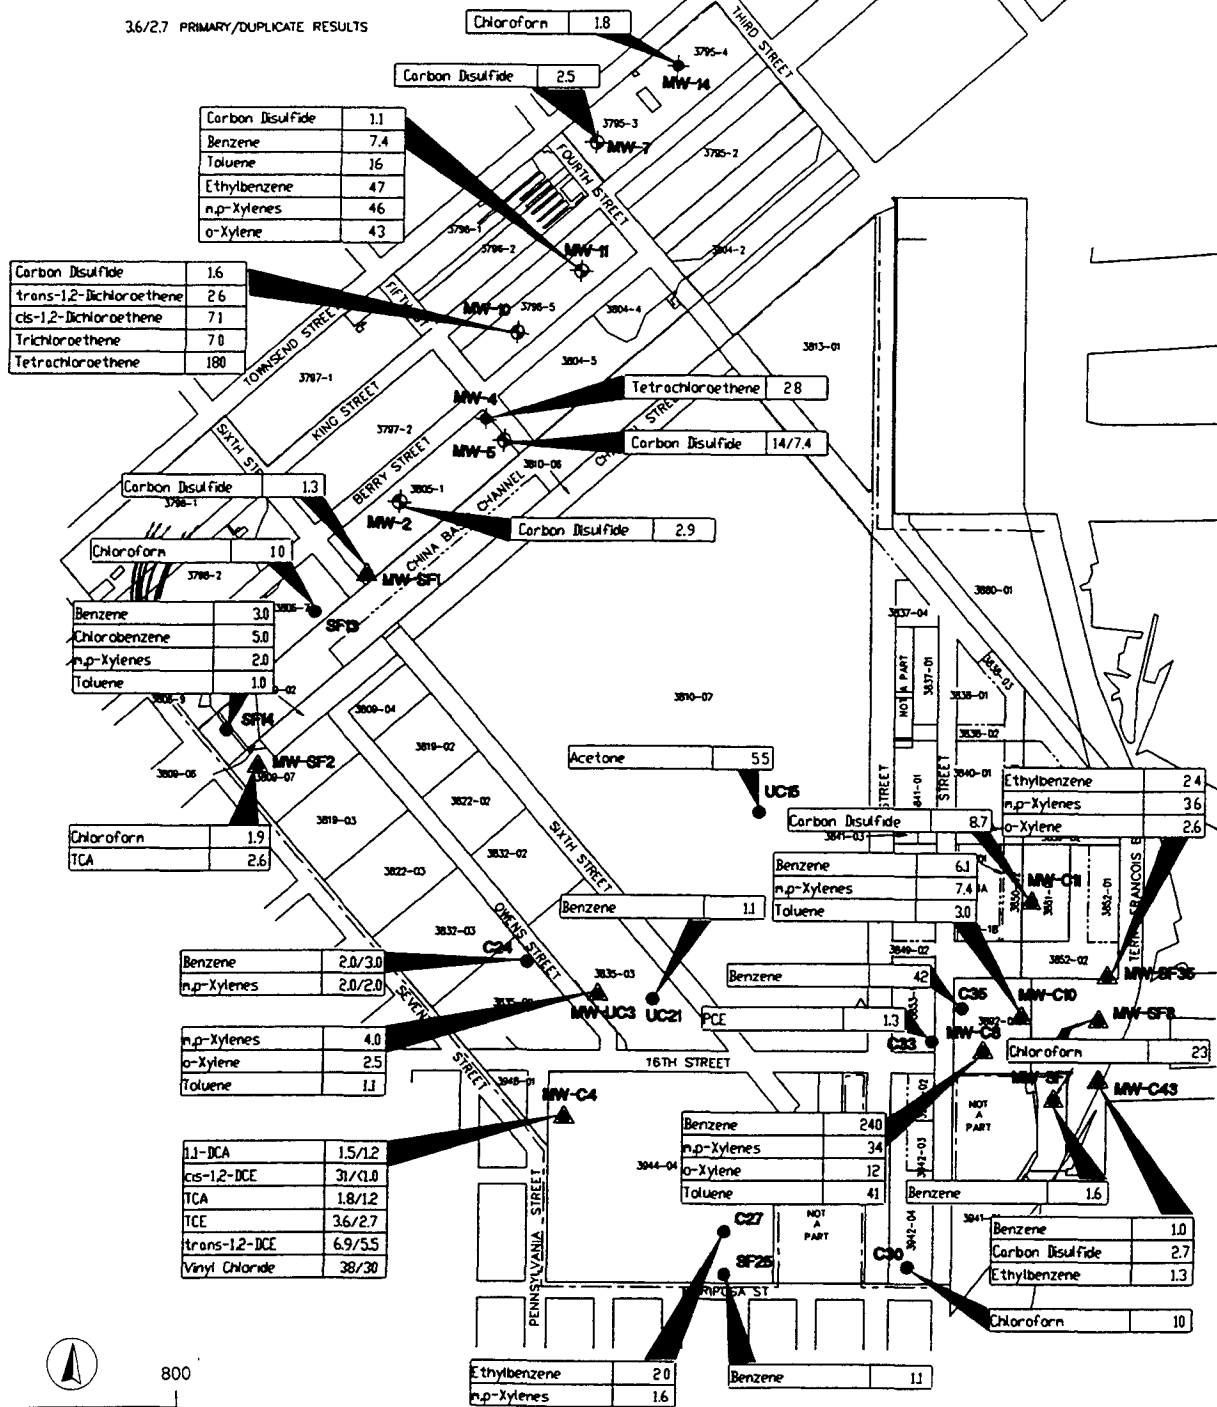 3.6/2.7 PRIMARY/DUPLICATE RESULTS
Chloroform 1.8
3795-4
THIRD STREET
MW-14
Carbon Disulfide 2.5
3795-3
MW-7
3795-2
FOURTH STREET
Carbon Disulfide 1.1
Benzene 7.4
Toluene 16
Ethylbenzene 47
m,p-Xylenes 46
o-Xylene 43
3796-1
3796-2
MW-11
3804-2
Carbon Disulfide 1.6
trans-1,2-Dichloroethene 26
cis-1,2-Dichloroethene 71
Trichloroethene 70
Tetrachloroethene 180
MW-10
3796-5
3804-4
3804-5
3813-01
TOWNSEND STREET
3797-1
KING STREET
3797-2
MW-4
Tetrachloroethene 28
MW-5
Carbon Disulfide 14/7.4
3810-06
BERRY STREET
3805-1
MW-2
Carbon Disulfide 2.9
Carbon Disulfide 1.3
3798-1
Chloroform 10
3798-2
MW-SF1
SF13
Benzene 3.0
Chlorobenzene 5.0
m,p-Xylenes 2.0
Toluene 1.0
SF14
MW-SF2
3809-06
3809-07
Chloroform 1.9
TCA 2.6
3809-04
3819-02
3822-02
3819-03
3832-02
3822-03
3832-03
3810-07
SIXTH STREET
OWENS STREET
Acetone 55
UC15
3880-01
3837-04
3837-01
NOT A PART
3838-03
3838-01
3838-02
3840-01
STREET
STREET
3841-03
Ethylbenzene 24
m,p-Xylenes 36
o-Xylene 2.6
Carbon Disulfide 8.7
MW-C11
3852-01
3852-02
3849-02
Benzene 6.1
m,p-Xylenes 7.4
Toluene 3.0
Benzene 1.1
C24
Benzene 2.0/3.0
m,p-Xylenes 2.0/2.0
3835-03
MW-UC3
UC21
Benzene 42
PCE 1.3
C33
C35
MW-C10
MW-C8
MW-SF35
MW-SF8
Chloroform 23
MW-C43
m,p-Xylenes 4.0
o-Xylene 2.5
Toluene 1.1
16TH STREET
MW-C4
1,1-DCA 1.5/1.2
cis-1,2-DCE 31/<1.0
TCA 1.8/1.2
TCE 3.6/2.7
trans-1,2-DCE 6.9/5.5
Vinyl Chloride 38/30
PENNSYLVANIA STREET
3944-04
Benzene 240
m,p-Xylenes 34
o-Xylene 12
Toluene 41
NOT A PART
NOT A PART
3942-03
3942-04
Benzene 1.6
Benzene 1.0
Carbon Disulfide 2.7
Ethylbenzene 1.3
C27
SF25
C30
Chloroform 10
Ethylbenzene 20
m,p-Xylenes 1.6
Benzene 1.1
800